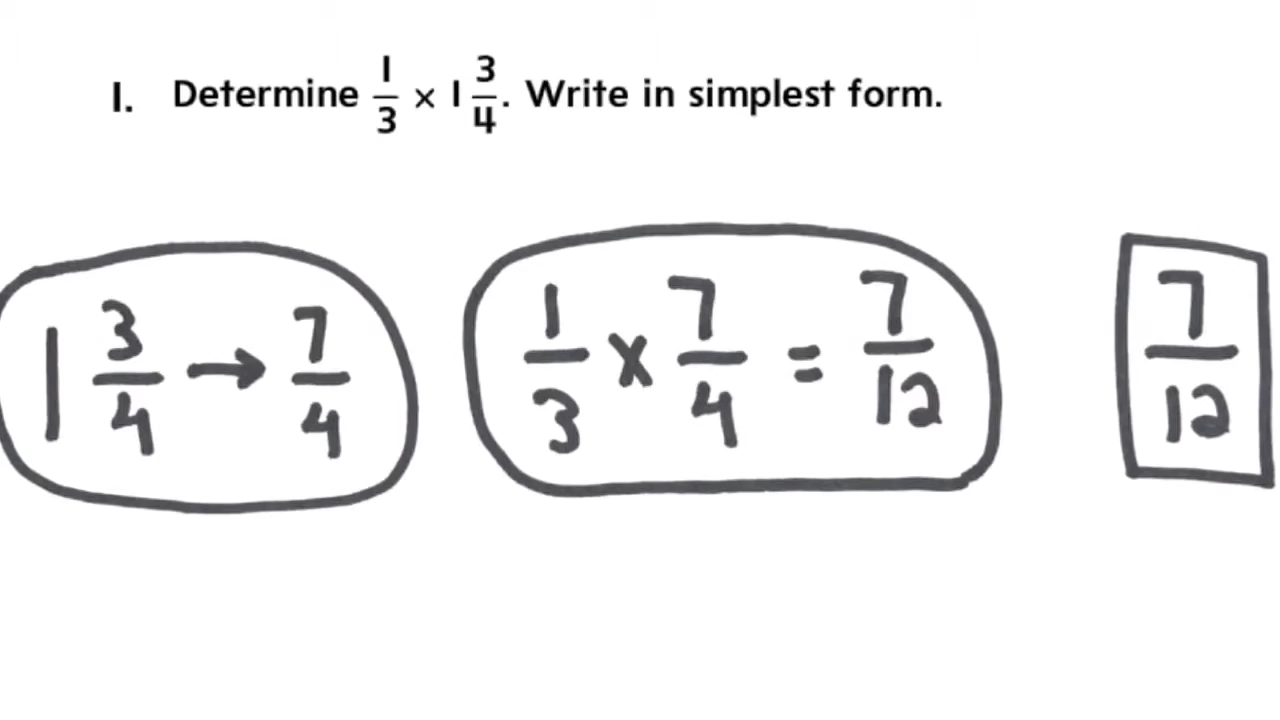 1. Determine 1/3 × 1 3/4. Write in simplest form.
1 3/4 → 7/4
1/3 x 7/4 = 7/12
7/12